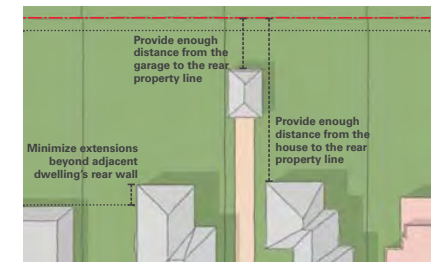 Provide enough
distance from the
garage to the rear
property line
Provide enough
distance from the
house to the rear
property line
Minimize extensions
beyond adjacent
dwelling's rear wall